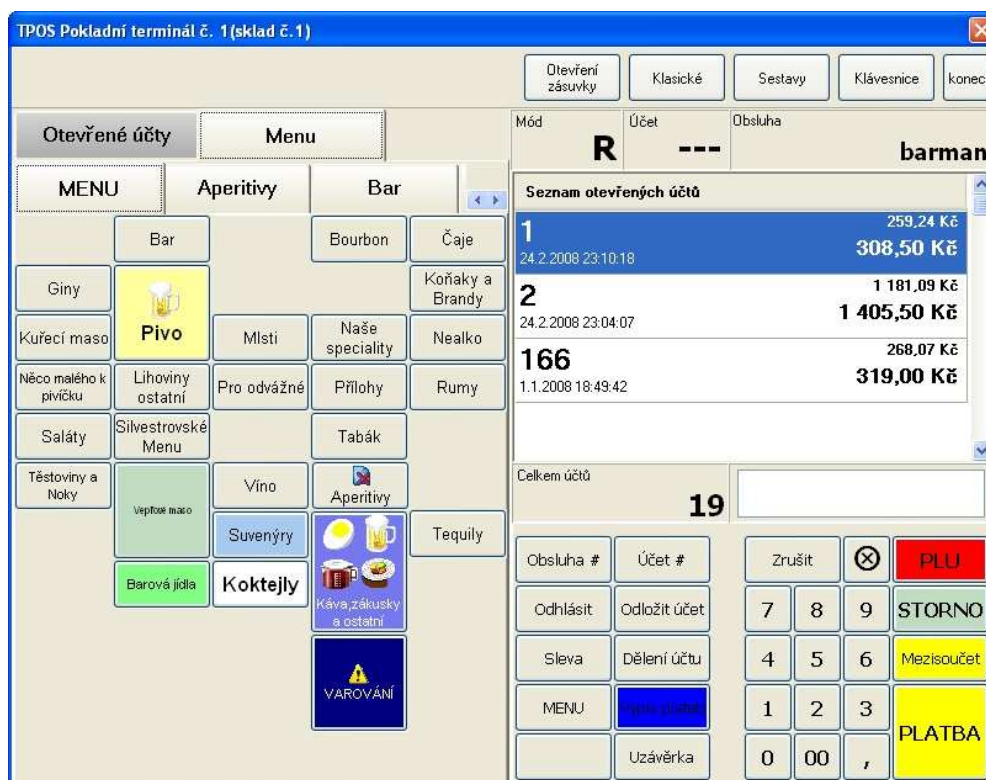 TPOS Pokladní terminál č. 1(sklad č.1)
Otevření
zásuvky
Klasické
Sestavy
Klávesnice
konec
Otevřené účty
Menu
Mód
R
Účet
---
Obsluha
barman
MENU
Aperitivy
Bar
Seznam otevřených účtů
1
259,24 Kč
24.2.2008 23:10:18
308,50 Kč
2
1 181,09 Kč
24.2.2008 23:04:07
1 405,50 Kč
166
268,07 Kč
1.1.2008 18:49:42
319,00 Kč
Bar
Bourbon
Čaje
Giny
Pivo
Koňaky a
Brandy
Kuřecí maso
Mlsti
Naše
speciality
Nealko
Něco malého k
pivíčku
Lihoviny
ostatní
Pro odvážné
Přílohy
Rumy
Saláty
Silvestrovské
Menu
Tabák
Těstoviny a
Noky
Vepřové maso
Víno
Aperitivy
Suvenýry
Tequily
Barová jídla
Koktejly
Káva,zákusky
a ostatní
VAROVÁNÍ
Celkem účtů
19
Obsluha #
Účet #
Zrušit
PLU
Odhlásit
Odložit účet
7
8
9
STORNO
Sleva
Dělení účtu
4
5
6
Mezisoučet
MENU
1
2
3
PLATBA
Uzávěrka
0
00
,